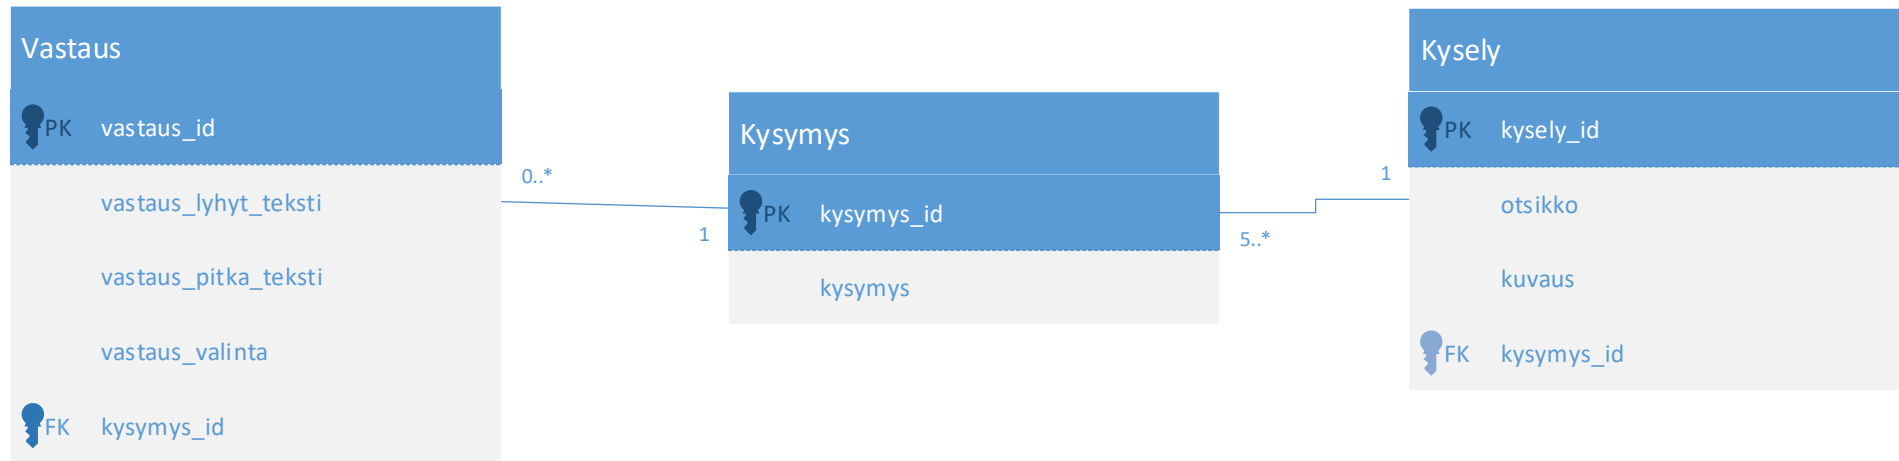 Vastaus
PK vastaus_id
vastaus_lyhyt_teksti
vastaus_pitka_teksti
vastaus_valinta
FK kysymys_id
0..*
1
Kysymys
PK kysymys_id
kysymys
5..*
1
Kysely
PK kysely_id
otsikko
kuvaus
FK kysymys_id